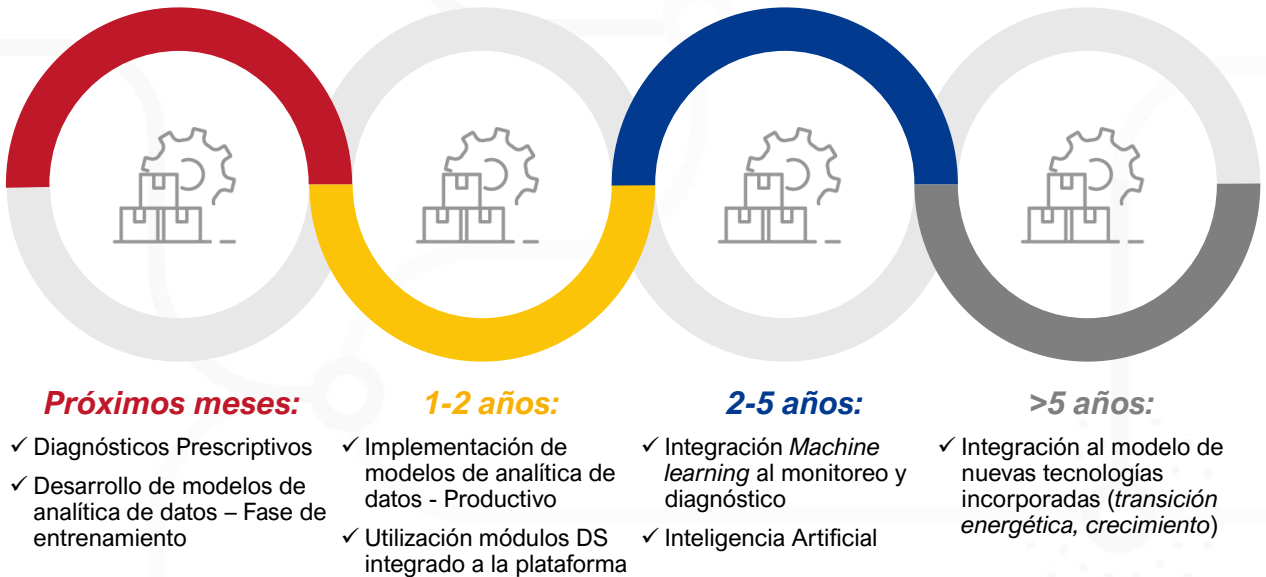 Próximos meses:
✓ Diagnósticos Prescriptivos
✓ Desarrollo de modelos de
analítica de datos – Fase de
entrenamiento
1-2 años:
✓ Implementación de
modelos de analítica de
datos - Productivo
✓ Utilización módulos DS
integrado a la plataforma
2-5 años:
✓ Integración Machine
learning al monitoreo y
diagnóstico
✓ Inteligencia Artificial
>5 años:
✓ Integración al modelo de
nuevas tecnologías
incorporadas (transición
energética, crecimiento)